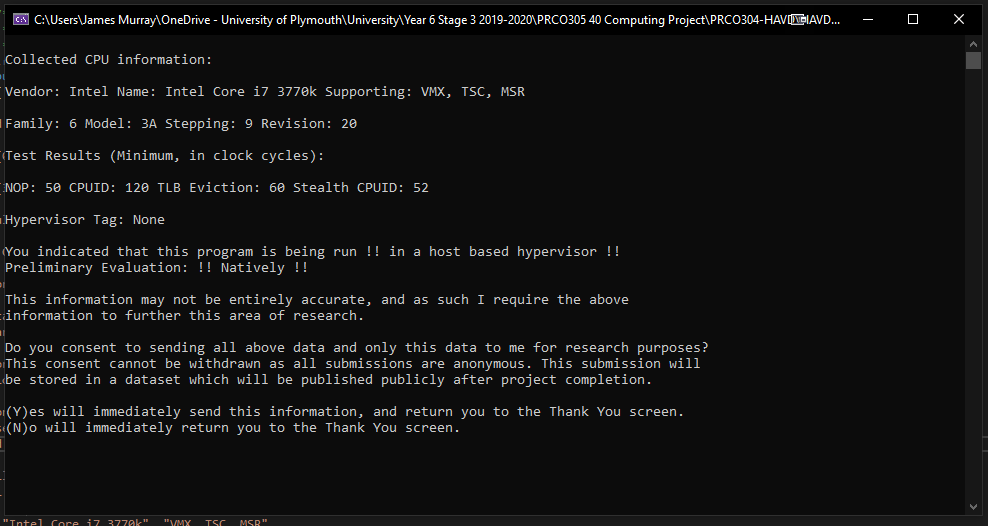 C:\Users\James Murray\OneDrive - University of Plymouth\University\Year 6 Stage 3 2019-2020\PRCO305 40 Computing Project\PRCO304-HAVD\HAVD...
Collected CPU information:
Vendor: Intel Name: Intel Core i7 3770k Supporting: VMX, TSC, MSR
Family: 6 Model: 3A Stepping: 9 Revision: 20
Test Results (Minimum, in clock cycles):
NOP: 50 CPUID: 120 TLB Eviction: 60 Stealth CPUID: 52
Hypervisor Tag: None
You indicated that this program is being run !! in a host based hypervisor !!
Preliminary Evaluation: !! Natively !!
This information may not be entirely accurate, and as such I require the above
information to further this area of research.
Do you consent to sending all above data and only this data to me for research purposes?
This consent cannot be withdrawn as all submissions are anonymous. This submission will
be stored in a dataset which will be published publicly after project completion.
(Y)es will immediately send this information, and return you to the Thank You screen.
(N)o will immediately return you to the Thank You screen.
"Intel Core i7 3770k", "VMX, TSC, MSR"